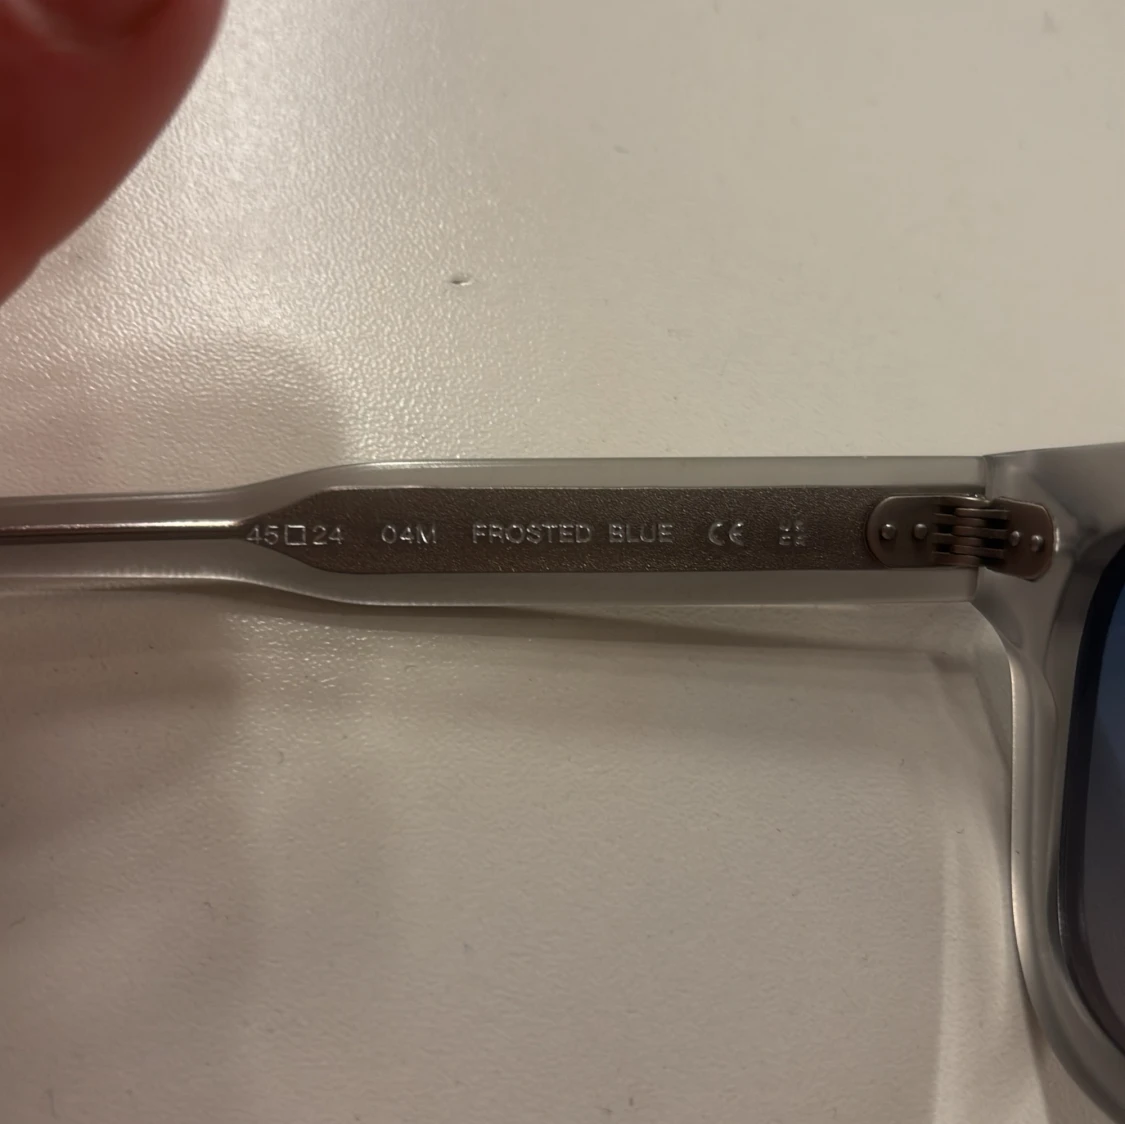 45□24 04M FROSTED BLUE CE